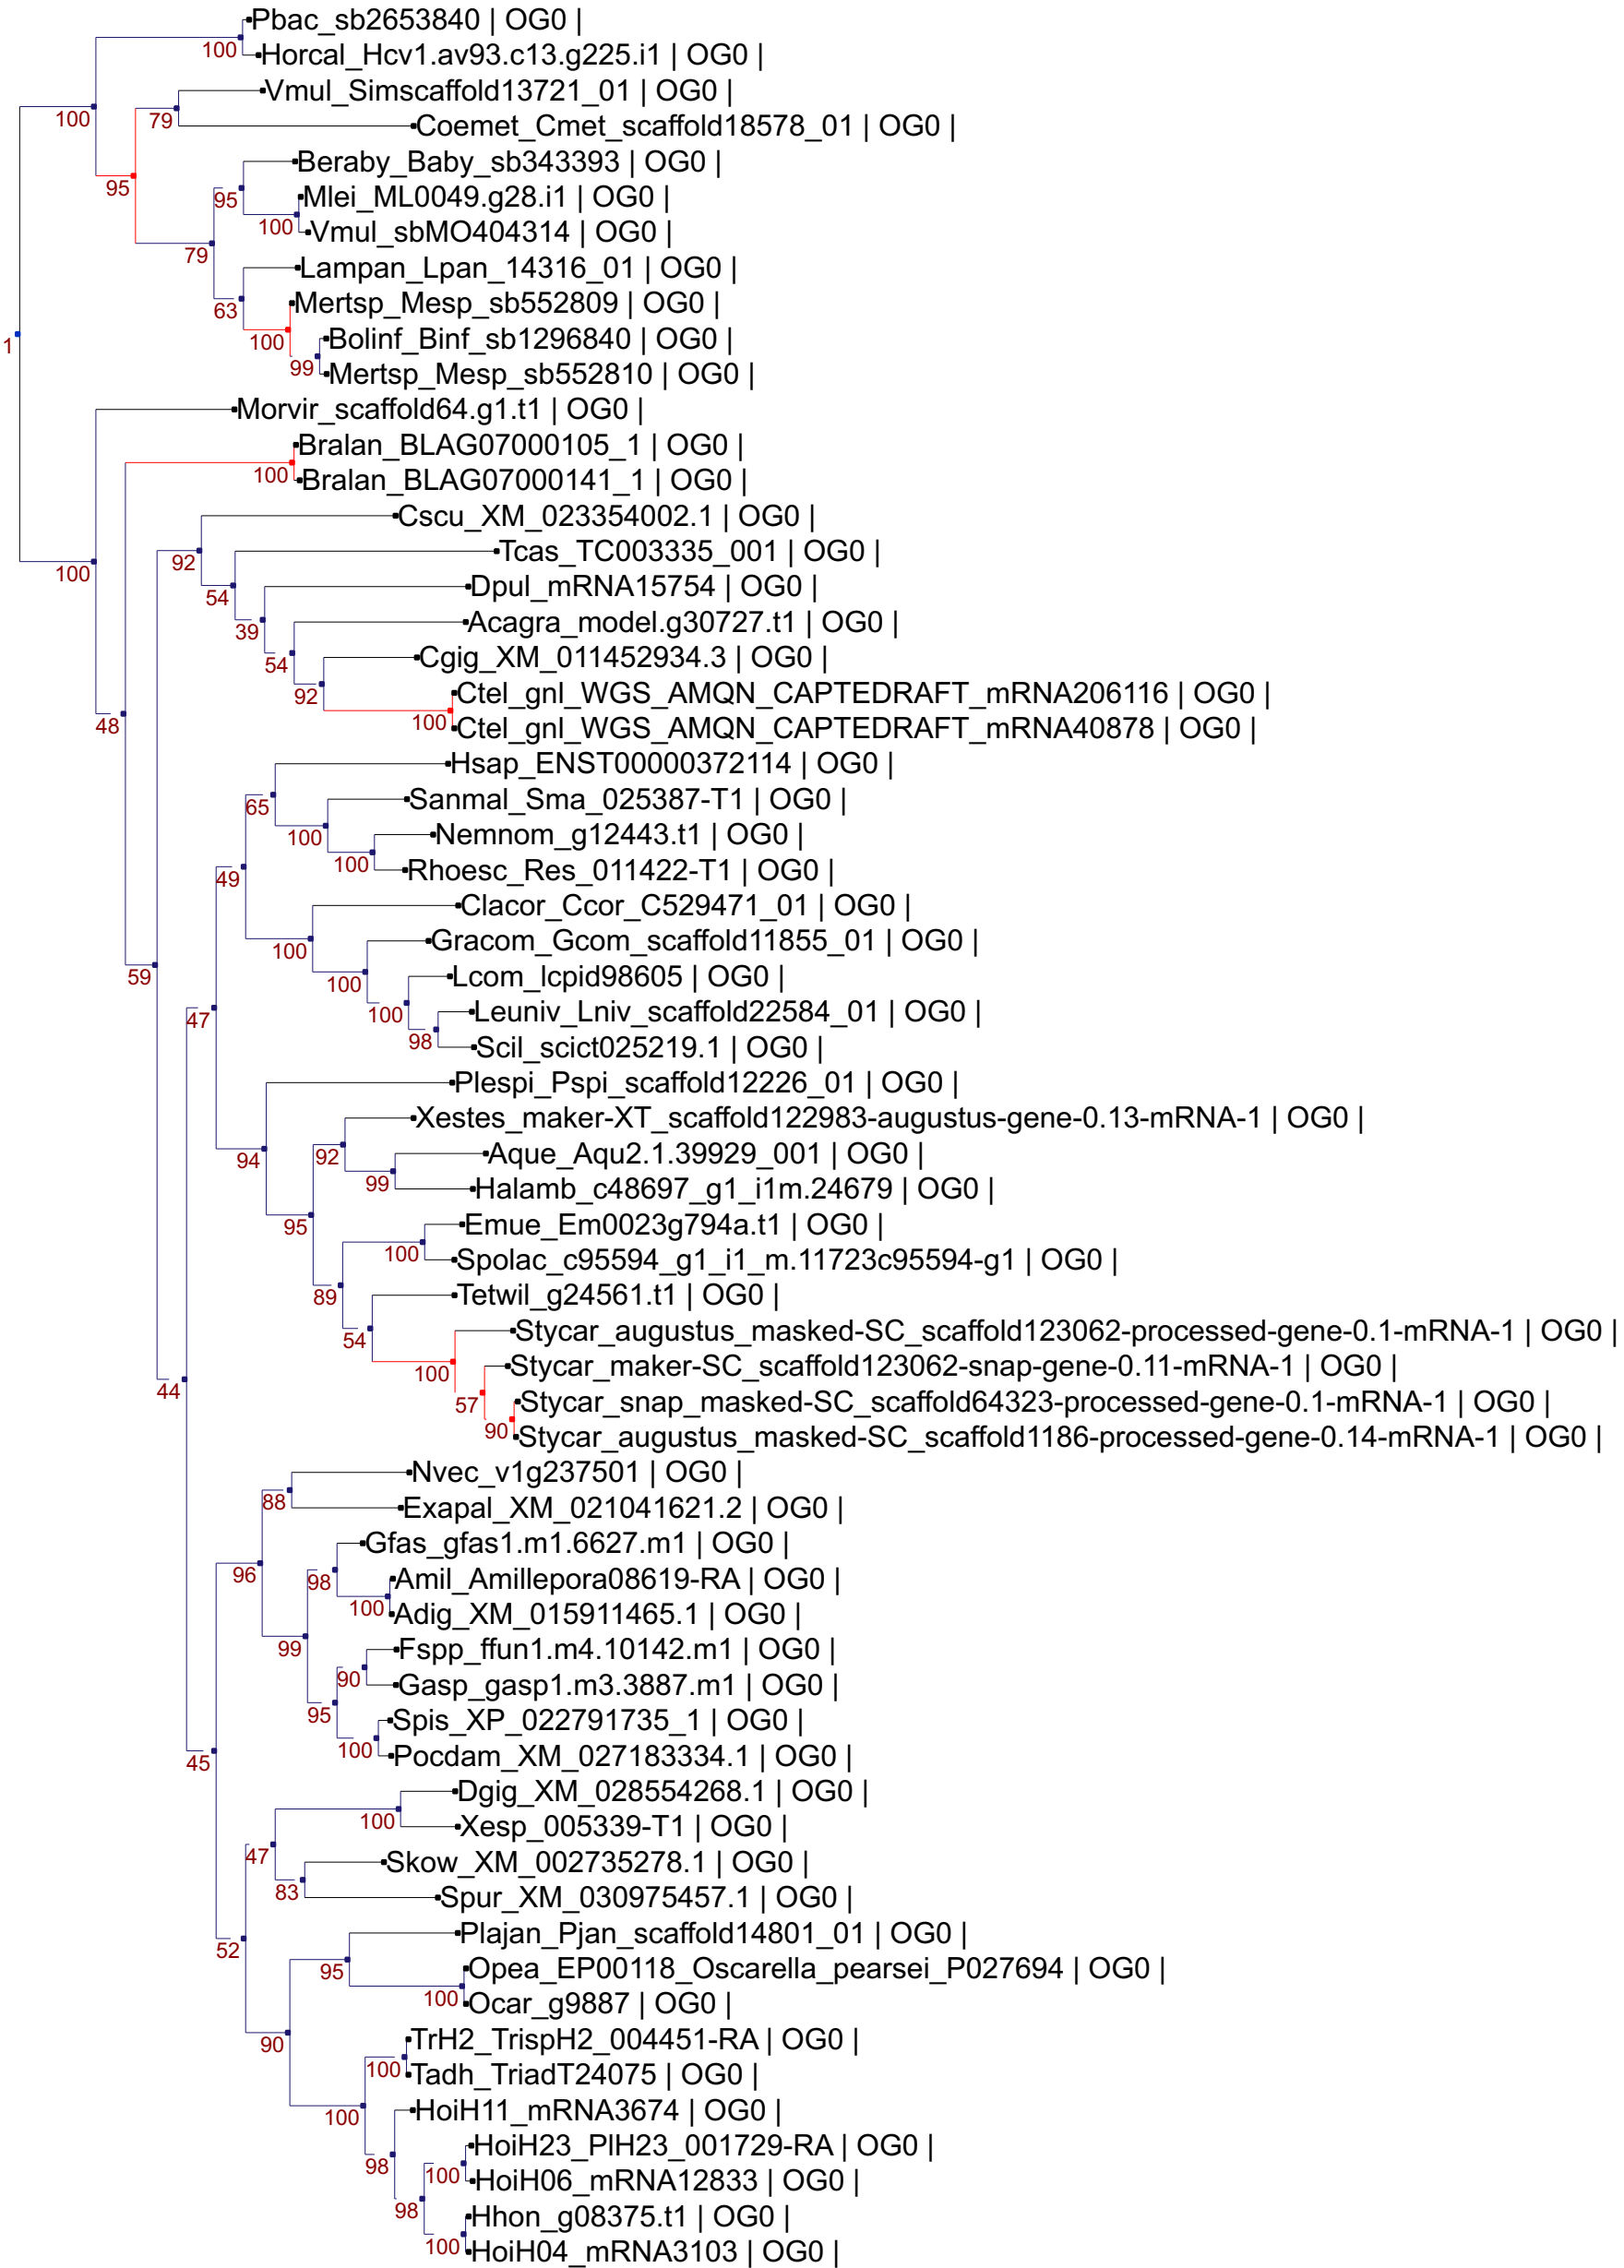 Pbac_sb2653840 | OG0 |
100
Horcal_Hcv1.av93.c13.g225.i1 | OG0 |
Vmul_Simscaffold13721_01 | OG0 |
100
79
Coemet_Cmet_scaffold18578_01 | OG0 |
Beraby_Baby_sb343393 | OG0 |
95
95
Mlei_ML0049.g28.i1 | OG0 |
100
Vmul_sbMO404314 | OG0 |
79
Lampan_Lpan_14316_01 | OG0 |
63
Mertsp_Mesp_sb552809 | OG0 |
100
1
Bolinf_Binf_sb1296840 | OG0 |
99
Mertsp_Mesp_sb552810 | OG0 |
Morvir_scaffold64.g1.t1 | OG0 |
Bralan_BLAG07000105_1 | OG0 |
100
Bralan_BLAG07000141_1 | OG0 |
Cscu_XM_023354002.1 | OG0 |
92
Tcas_TC003335_001 | OG0 |
100
54
Dpul_mRNA15754 | OG0 |
39
Acagra_model.g30727.t1 | OG0 |
54
Cgig_XM_011452934.3 | OG0 |
92
Ctel_gnl_WGS_AMQN_CAPTEDRAFT_mRNA206116 | OG0 |
48
100
Ctel_gnl_WGS_AMQN_CAPTEDRAFT_mRNA40878 | OG0 |
Hsap_ENST00000372114 | OG0 |
65
Sanmal_Sma_025387-T1 | OG0 |
100
Nemnom_g12443.t1 | OG0 |
100
Rhoesc_Res_011422-T1 | OG0 |
49
Clacor_Ccor_C529471_01 | OG0 |
100
Gracom_Gcom_scaffold11855_01 | OG0 |
59
100
Lcom_lcpid98605 | OG0 |
100
Leuniv_Lniv_scaffold22584_01 | OG0 |
47
98
Scil_scict025219.1 | OG0 |
Plespi_Pspi_scaffold12226_01 | OG0 |
Xestes_maker-XT_scaffold122983-augustus-gene-0.13-mRNA-1 | OG0 |
94
92
Aque_Aqu2.1.39929_001 | OG0 |
99
Halamb_c48697_g1_i1m.24679 | OG0 |
95
Emue_Em0023g794a.t1 | OG0 |
100
Spolac_c95594_g1_i1_m.11723c95594-g1 | OG0 |
89
Tetwil_g24561.t1 | OG0 |
54
Stycar_augustus_masked-SC_scaffold123062-processed-gene-0.1-mRNA-1 | OG0 |
100
Stycar_maker-SC_scaffold123062-snap-gene-0.11-mRNA-1 | OG0 |
44
57
Stycar_snap_masked-SC_scaffold64323-processed-gene-0.1-mRNA-1 | OG0 |
90
Stycar_augustus_masked-SC_scaffold1186-processed-gene-0.14-mRNA-1 | OG0 |
Nvec_v1g237501 | OG0 |
88
Exapal_XM_021041621.2 | OG0 |
Gfas_gfas1.m1.6627.m1 | OG0 |
96
98
Amil_Amillepora08619-RA | OG0 |
100
Adig_XM_015911465.1 | OG0 |
99
Fspp_ffun1.m4.10142.m1 | OG0 |
90
Gasp_gasp1.m3.3887.m1 | OG0 |
95
Spis_XP_022791735_1 | OG0 |
100
45
Pocdam_XM_027183334.1 | OG0 |
Dgig_XM_028554268.1 | OG0 |
100
Xesp_005339-T1 | OG0 |
47
Skow_XM_002735278.1 | OG0 |
83
Spur_XM_030975457.1 | OG0 |
Plajan_Pjan_scaffold14801_01 | OG0 |
52
95
Opea_EP00118_Oscarella_pearsei_P027694 | OG0 |
100
Ocar_g9887 | OG0 |
90
TrH2_TrispH2_004451-RA | OG0 |
100
Tadh_TriadT24075 | OG0 |
100
HoiH11_mRNA3674 | OG0 |
98
HoiH23_PlH23_001729-RA | OG0 |
100
HoiH06_mRNA12833 | OG0 |
98
Hhon_g08375.t1 | OG0 |
100
HoiH04_mRNA3103 | OG0 |